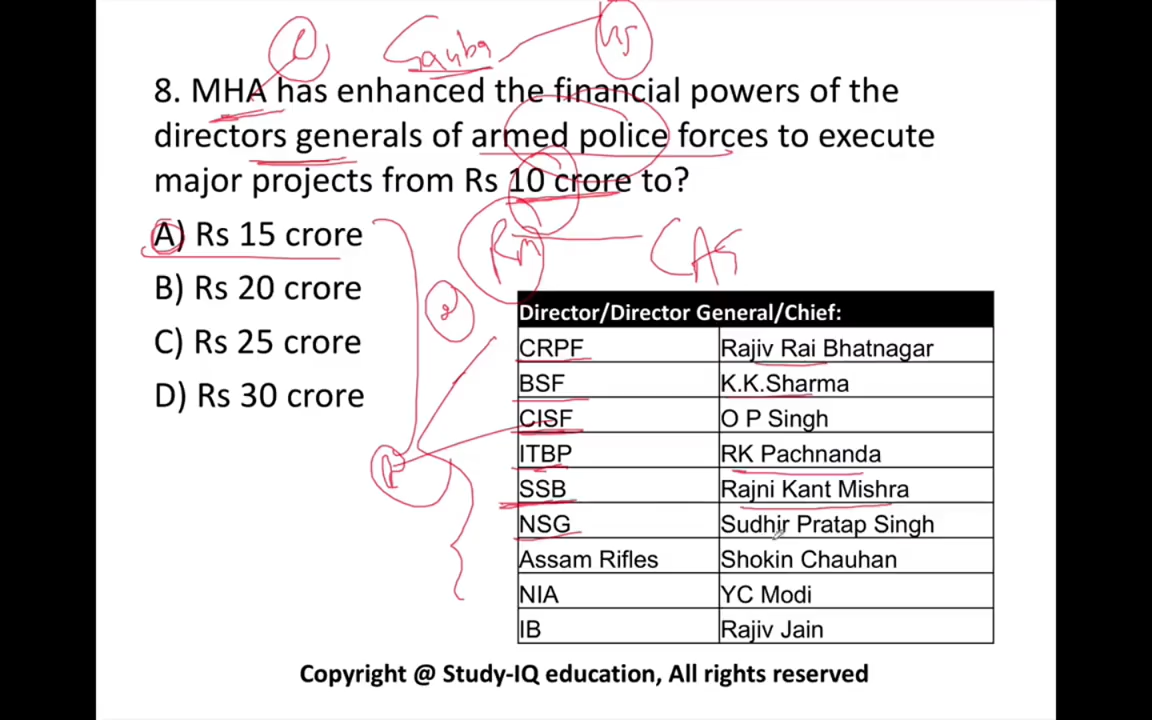 Gauba HS
8. MHA has enhanced the financial powers of the
directors generals of armed police forces to execute
major projects from Rs 10 crore to?
A) Rs 15 crore
B) Rs 20 crore
C) Rs 25 crore
D) Rs 30 crore
Director/Director General/Chief:
CRPF Rajiv Rai Bhatnagar
BSF K.K.Sharma
CISF O P Singh
ITBP RK Pachnanda
SSB Rajni Kant Mishra
NSG Sudhir Pratap Singh
Assam Rifles Shokin Chauhan
NIA YC Modi
IB Rajiv Jain
Copyright @ Study-IQ education, All rights reserved